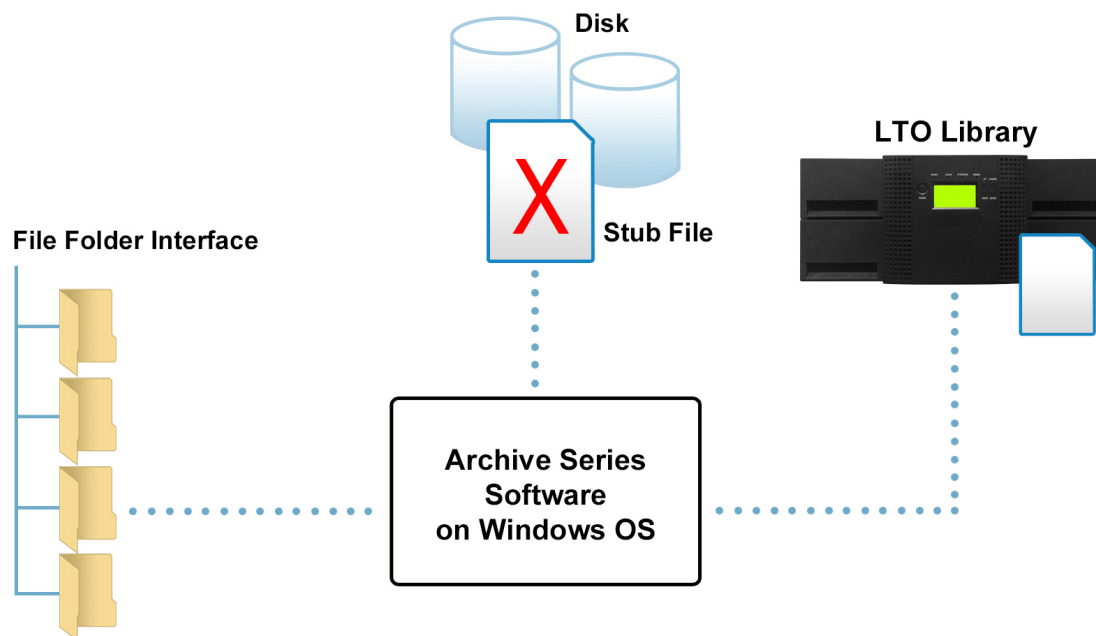 Disk
LTO Library
Stub File
File Folder Interface
X
Archive Series
Software
on Windows OS